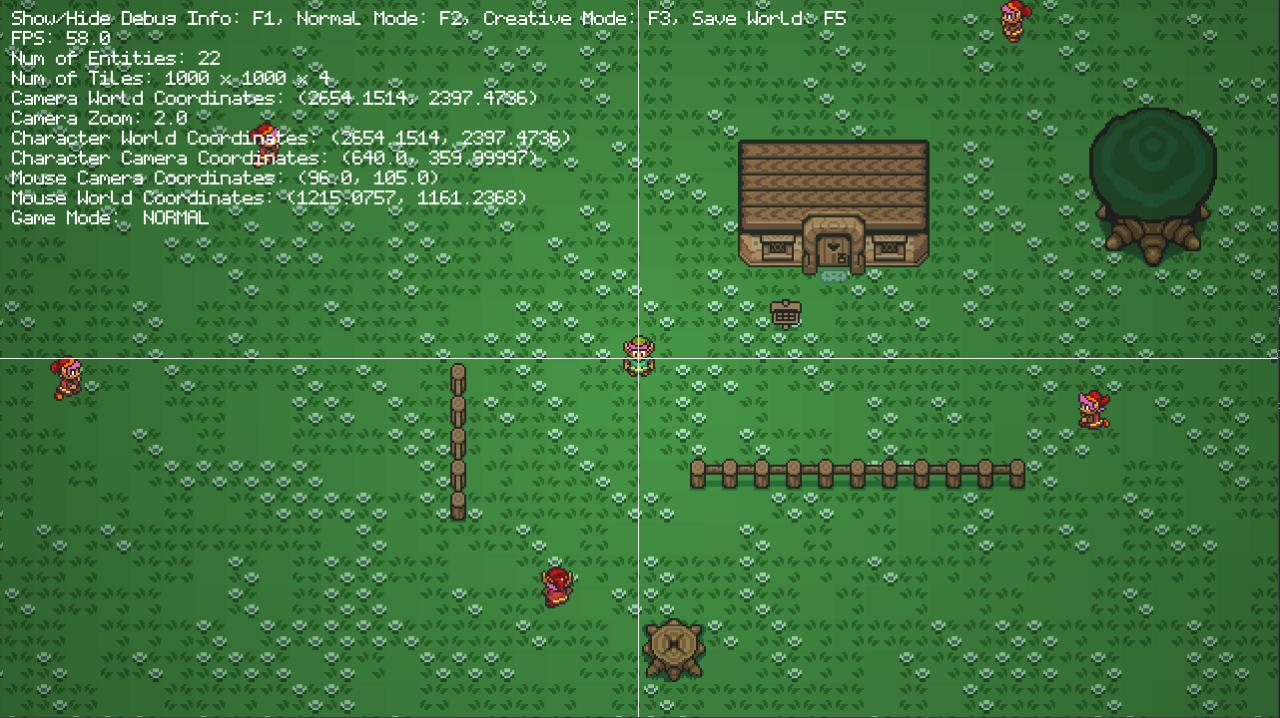 Show/Hide Debug Info: F1, Normal Mode: F2, Creative Mode: F3, Save World: F5
FPS: 58.0
Num of Entities: 22
Num of Tiles: 1000 x 1000 x 4
Camera World Coordinates: (2654.1514, 2397.4736)
Camera Zoom: 2.0
Character World Coordinates: (2654.1514, 2397.4736)
Character Camera Coordinates: (640.0, 359.99997)
Mouse Camera Coordinates: (96.0, 105.0)
Mouse World Coordinates: (1215.0757, 1161.2368)
Game Mode:  NORMAL